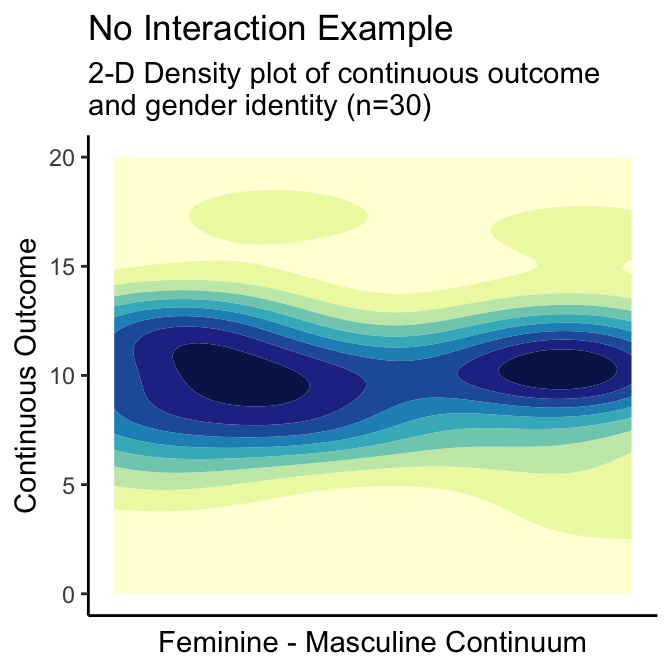 No Interaction Example
2-D Density plot of continuous outcome
and gender identity (n=30)
20
15
10
5
0
Continuous Outcome
Feminine - Masculine Continuum